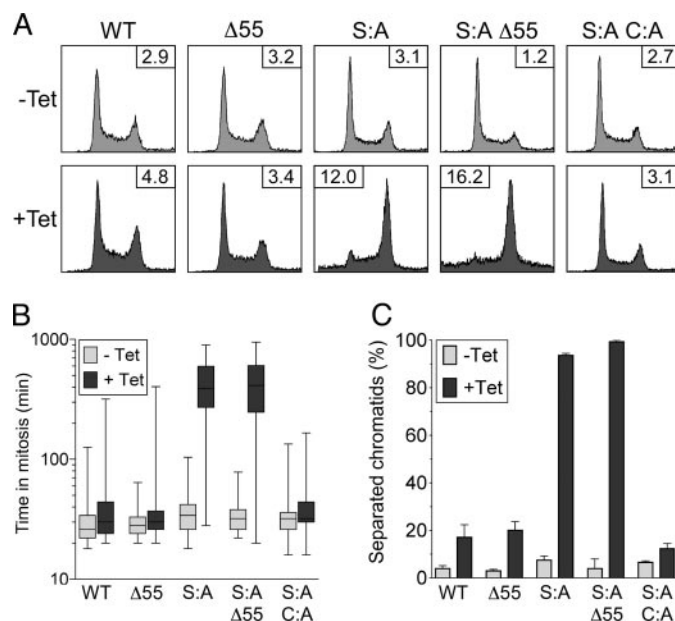 A
WT Δ55 S:A S:A Δ55 S:A C:A
-Tet 2.9 3.2 3.1 1.2 2.7
+Tet 4.8 3.4 12.0 16.2 3.1
B
Time in mitosis (min)
1000
100
10
- Tet
+ Tet
WT Δ55 S:A S:A S:A
Δ55 C:A
C
Separated chromatids (%)
100
80
60
40
20
0
-Tet
+Tet
WT Δ55 S:A S:A S:A
Δ55 C:A